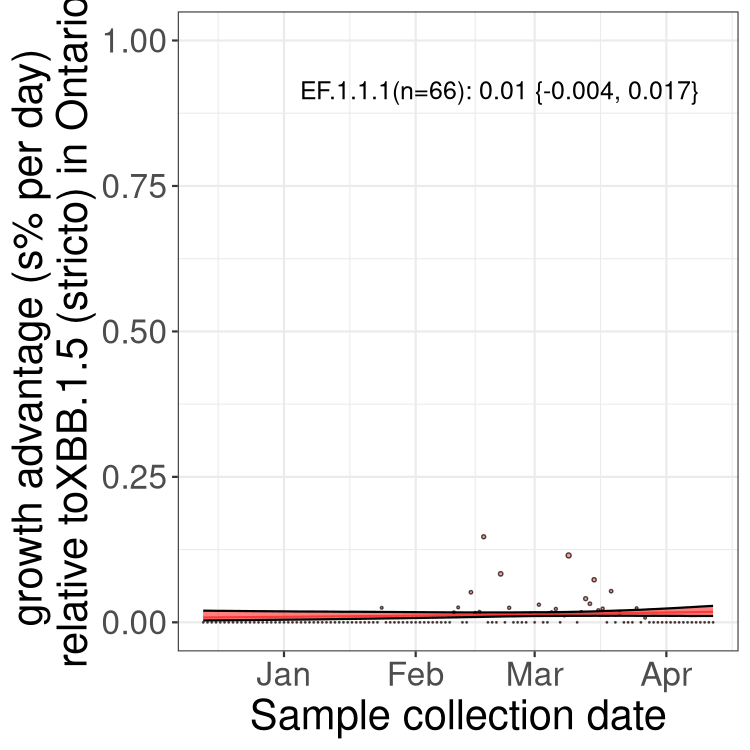 growth advantage (s% per day)
relative toXBB.1.5 (stricto) in Ontario
1.00
EF.1.1.1(n=66): 0.01 {-0.004, 0.017}
0.75
0.50
0.25
0.00
Jan Feb Mar Apr
Sample collection date